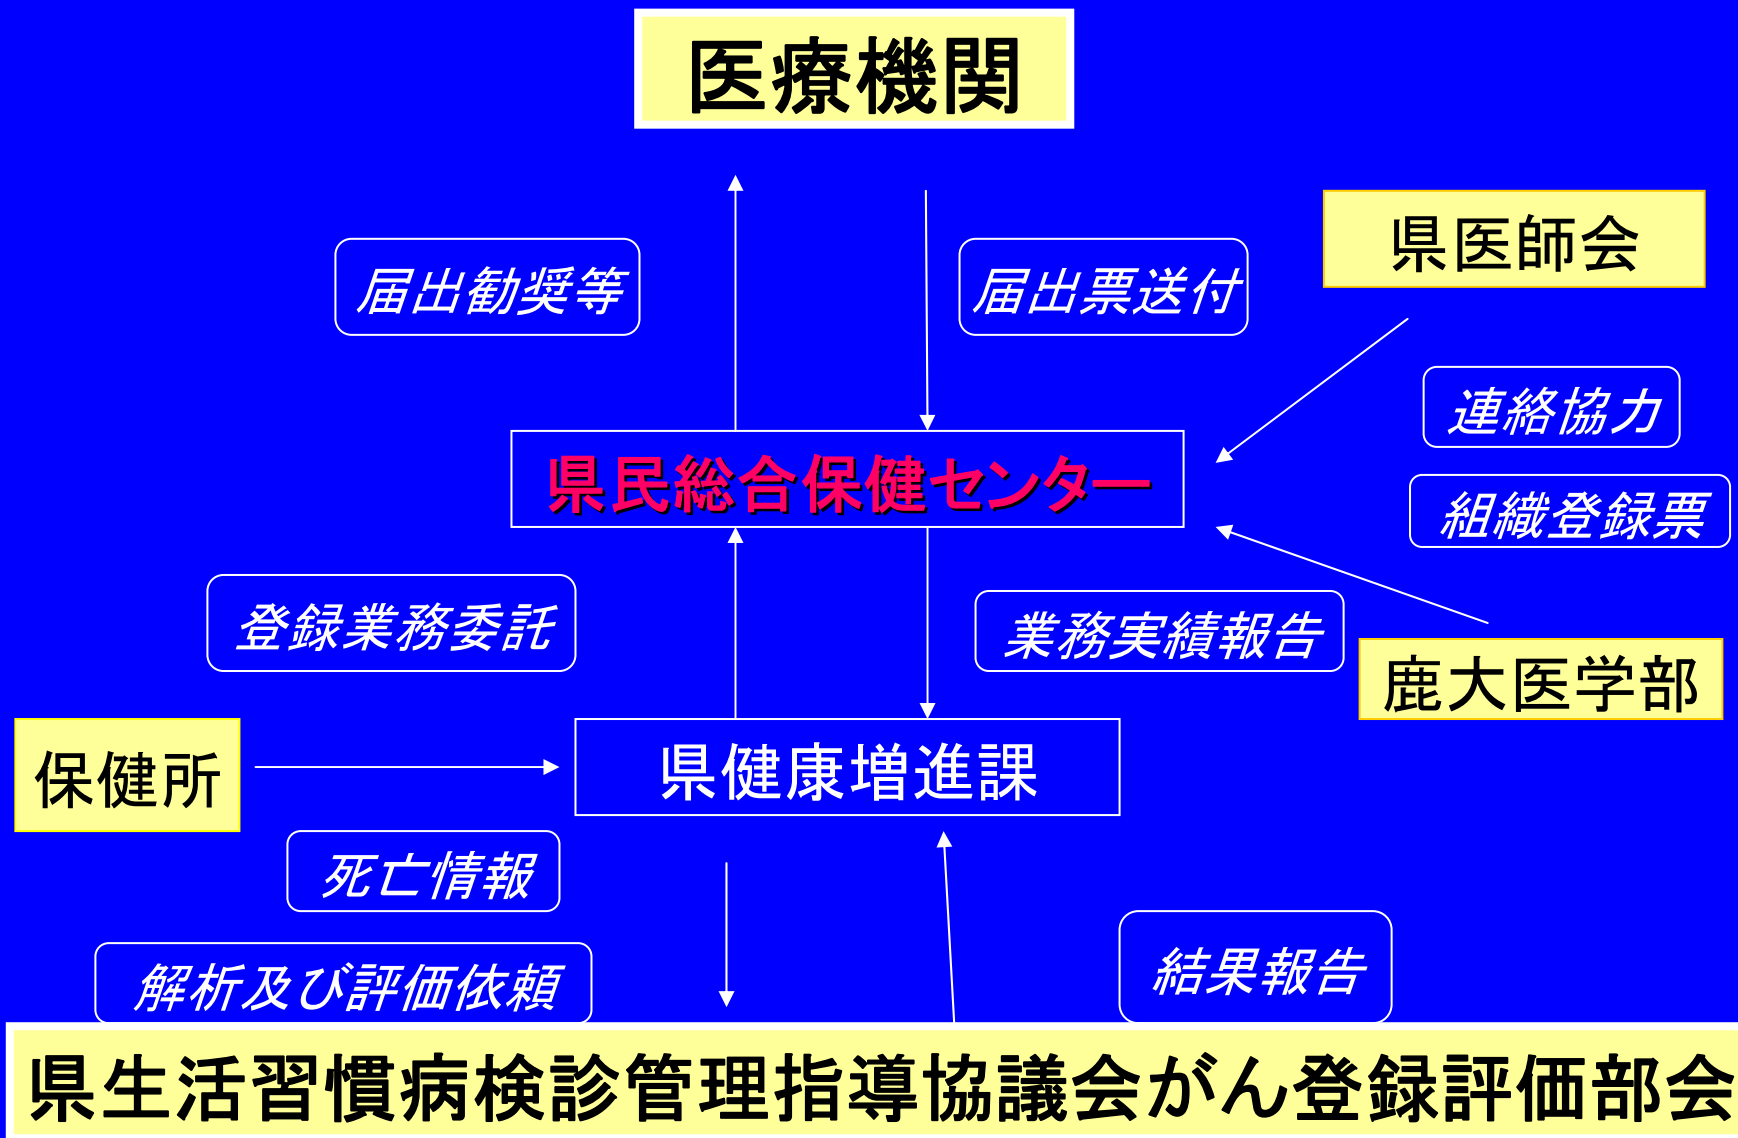 医療機関
県医師会
届出勧奨等
届出票送付
連絡協力
県民総合保健センター
組織登録票
登録業務委託
業務実績報告
鹿大医学部
保健所
県健康増進課
死亡情報
解析及び評価依頼
結果報告
県生活習慣病検診管理指導協議会がん登録評価部会